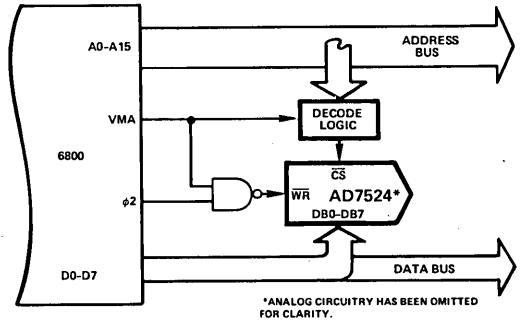 A0-A15
ADDRESS
BUS
VMA
DECODE
LOGIC
6800
CS
WR
AD7524*
DB0-DB7
ϕ2
D0-D7
DATA BUS
*ANALOG CIRCUITRY HAS BEEN OMITTED
FOR CLARITY.